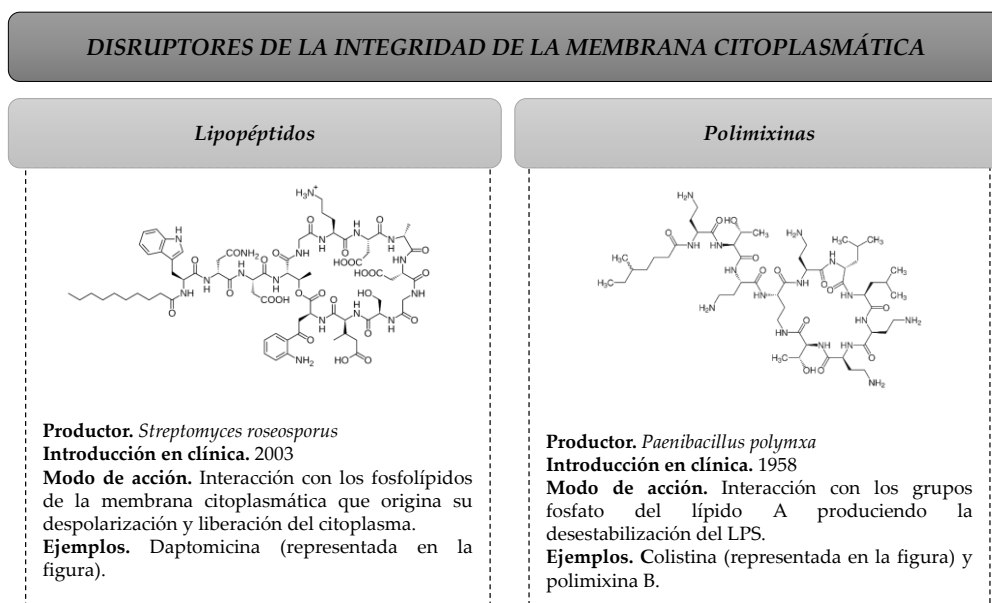 DISRUPTORES DE LA INTEGRIDAD DE LA MEMBRANA CITOPLASMÁTICA
Lipopéptidos
Productor. Streptomyces roseosporus
Introducción en clínica. 2003
Modo de acción. Interacción con los fosfolípidos
de la membrana citoplasmática que origina su
despolarización y liberación del citoplasma.
Ejemplos. Daptomicina (representada en la
figura).
Polimixinas
Productor. Paenibacillus polymxa
Introducción en clínica. 1958
Modo de acción. Interacción con los grupos
fosfato del lípido A produciendo la
desestabilización del LPS.
Ejemplos. Colistina (representada en la figura) y
polimixina B.